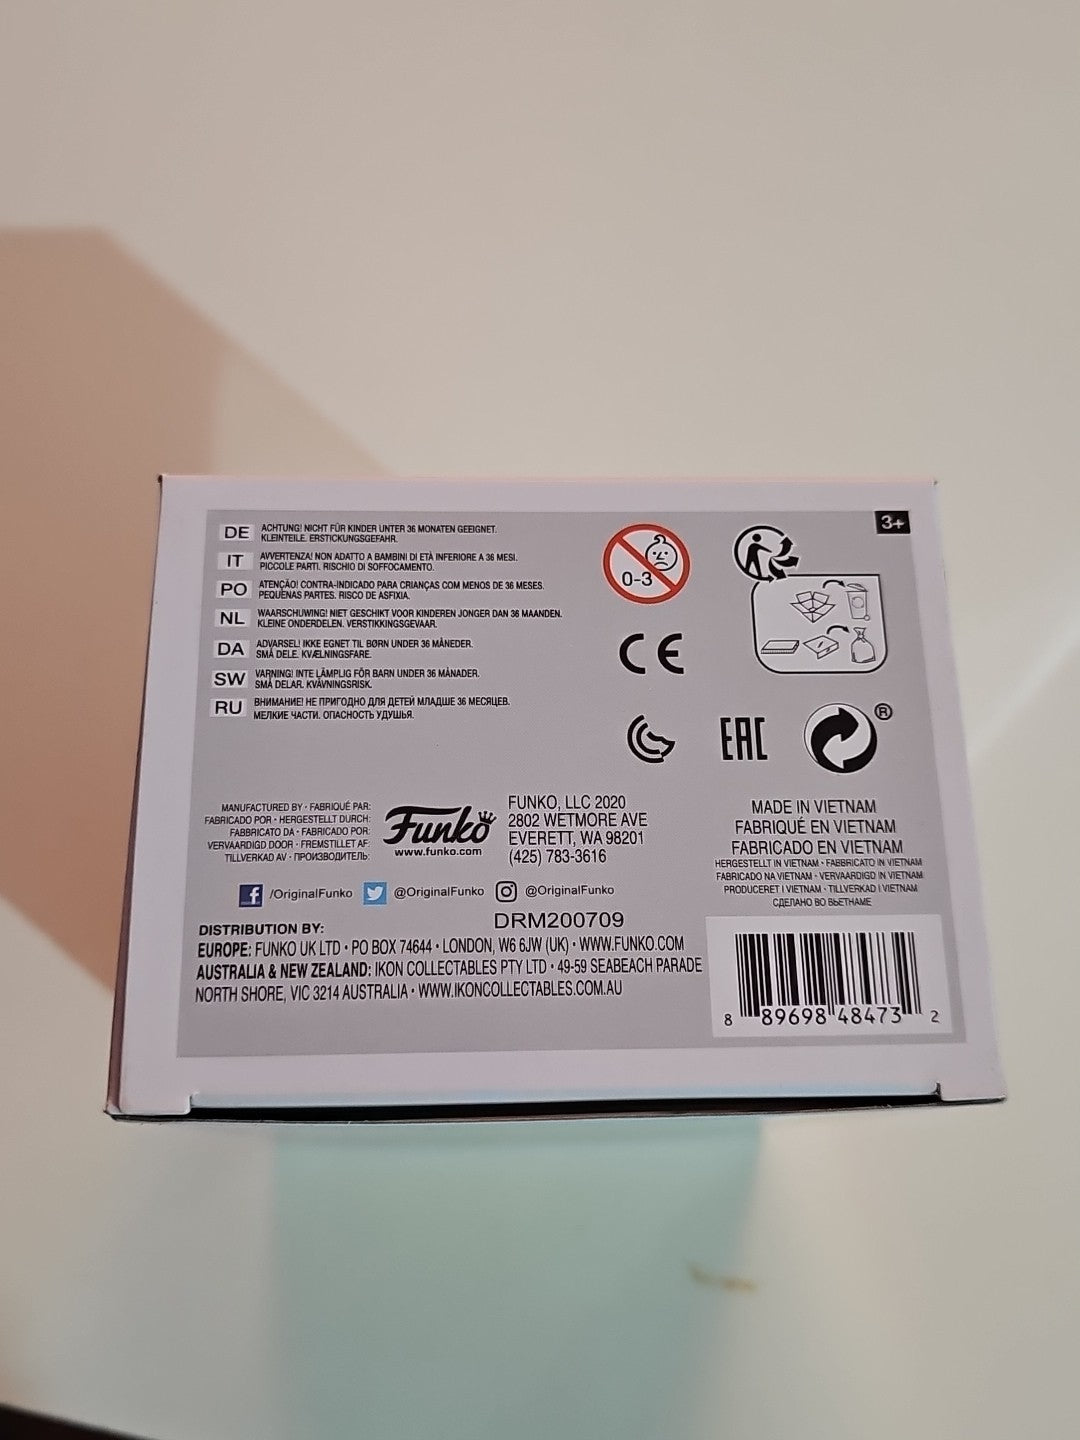 3+
DE ACHTUNG! NICHT FÜR KINDER UNTER 36 MONATEN GEEIGNET.
KLEINTEILE. ERSTICKUNGSGEFAHR.
IT AVVERTENZA! NON ADATTO A BAMBINI DI ETÀ INFERIORE A 36 MESI.
PICCOLE PARTI. RISCHIO DI SOFFOCAMENTO.
PO ATENÇÃO! CONTRA-INDICADO PARA CRIANÇAS COM MENOS DE 36 MESES.
PEQUENAS PARTES. RISCO DE ASFIXIA.
NL WAARSCHUWING! NIET GESCHIKT VOOR KINDEREN JONGER DAN 36 MAANDEN.
KLEINE ONDERDELEN. VERSTIKKINGSGEVAAR.
DA ADVARSEL! IKKE EGNET TIL BØRN UNDER 36 MÅNEDER.
SMÅ DELE. KVÆLNINGSFARE.
SW VARNING! INTE LÄMPLIG FÖR BARN UNDER 36 MÅNADER.
SMÅ DELAR. KVÄVNINGSRISK.
RU ВНИМАНИЕ! НЕ ПРИГОДНО ДЛЯ ДЕТЕЙ МЛАДШЕ 36 МЕСЯЦЕВ.
МЕЛКИЕ ЧАСТИ. ОПАСНОСТЬ УДУШЬЯ.
0-3
CE
EAC
®
MANUFACTURED BY • FABRIQUÉ PAR:
FABRICADO POR • HERGESTELLT DURCH:
FABBRICATO DA • FABRICADO POR:
VERVAARDIGD DOOR • FREMSTILLET AF:
TILLVERKAD AV • ПРОИЗВОДИТЕЛЬ:
Funko
www.funko.com
FUNKO, LLC 2020
2802 WETMORE AVE
EVERETT, WA 98201
(425) 783-3616
MADE IN VIETNAM
FABRIQUÉ EN VIETNAM
FABRICADO EN VIETNAM
HERGESTELLT IN VIETNAM • FABBRICATO IN VIETNAM
FABRICADO NA VIETNAM • VERVAARDIGD IN VIETNAM
PRODUCERET I VIETNAM • TILLVERKAD I VIETNAM
СДЕЛАНО ВО ВЬЕТНАМЕ
/OriginalFunko @OriginalFunko @OriginalFunko
DRM200709
DISTRIBUTION BY:
EUROPE: FUNKO UK LTD • PO BOX 74644 • LONDON, W6 6JW (UK) • WWW.FUNKO.COM
AUSTRALIA & NEW ZEALAND: IKON COLLECTABLES PTY LTD • 49-59 SEABEACH PARADE
NORTH SHORE, VIC 3214 AUSTRALIA • WWW.IKONCOLLECTABLES.COM.AU
8 89698 48473 2